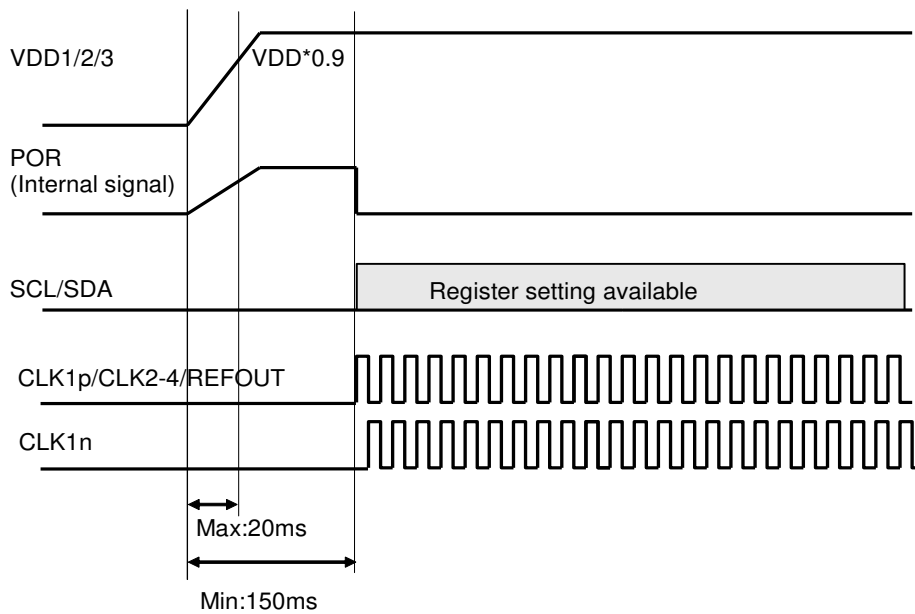 VDD1/2/3
VDD*0.9
POR
(Internal signal)
SCL/SDA
Register setting available
CLK1p/CLK2-4/REFOUT
CLK1n
Max:20ms
Min:150ms